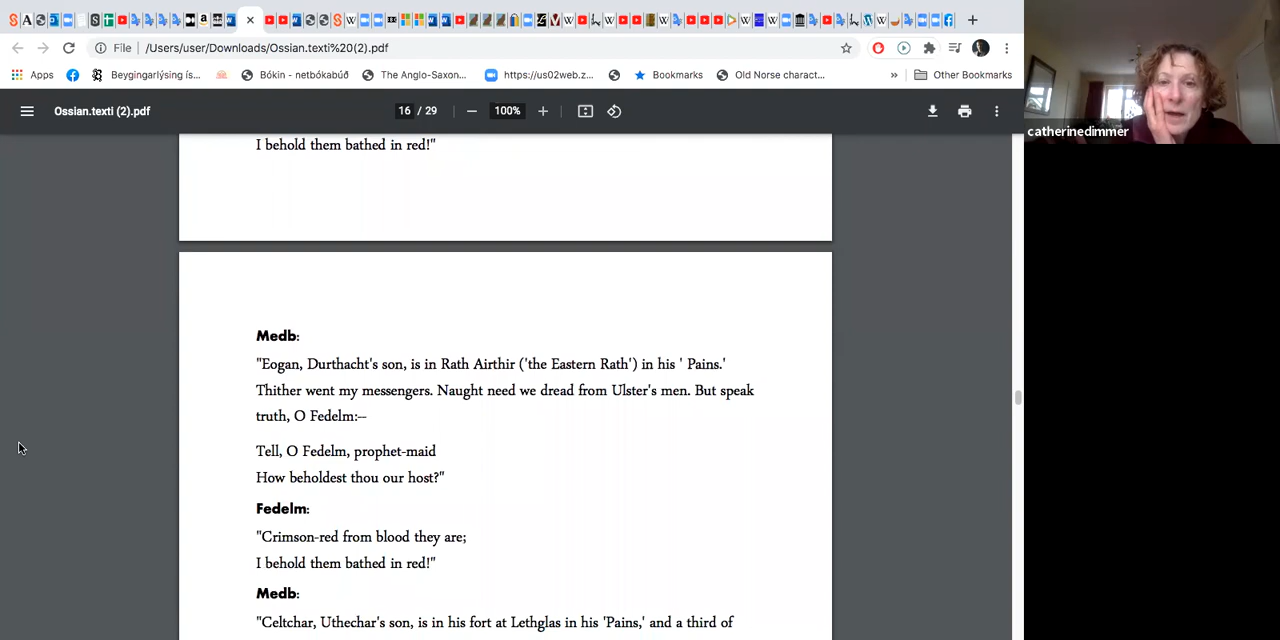 File
/Users/user/Downloads/Ossian.texti%20(2).pdf
Apps
Beygingarlýsing ís...
Bókin - netbókabúð
The Anglo-Saxon...
https://us02web.z...
Bookmarks
Old Norse charact...
»
Other Bookmarks
Ossian.texti (2).pdf
16 / 29
100%
catherinedimmer
I behold them bathed in red!"
Medb:
"Eogan, Durthacht's son, is in Rath Airthir ('the Eastern Rath') in his ' Pains.'
Thither went my messengers. Naught need we dread from Ulster's men. But speak
truth, O Fedelm:--
Tell, O Fedelm, prophet-maid
How beholdest thou our host?"
Fedelm:
"Crimson-red from blood they are;
I behold them bathed in red!"
Medb:
"Celtchar, Uthechar's son, is in his fort at Lethglas in his 'Pains,' and a third of